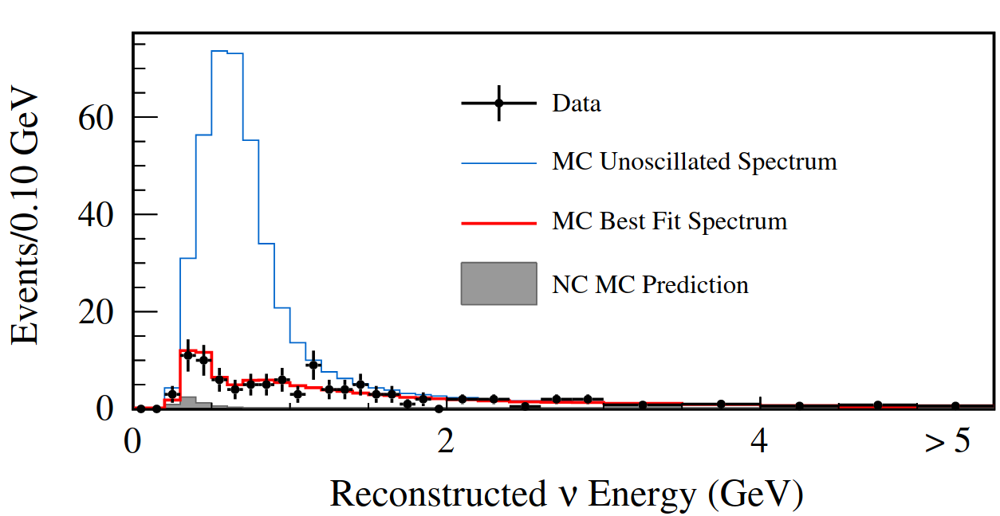 Events/0.10 GeV
60
40
20
0
Data
MC Unoscillated Spectrum
MC Best Fit Spectrum
NC MC Prediction
0 2 4 > 5
Reconstructed ν Energy (GeV)